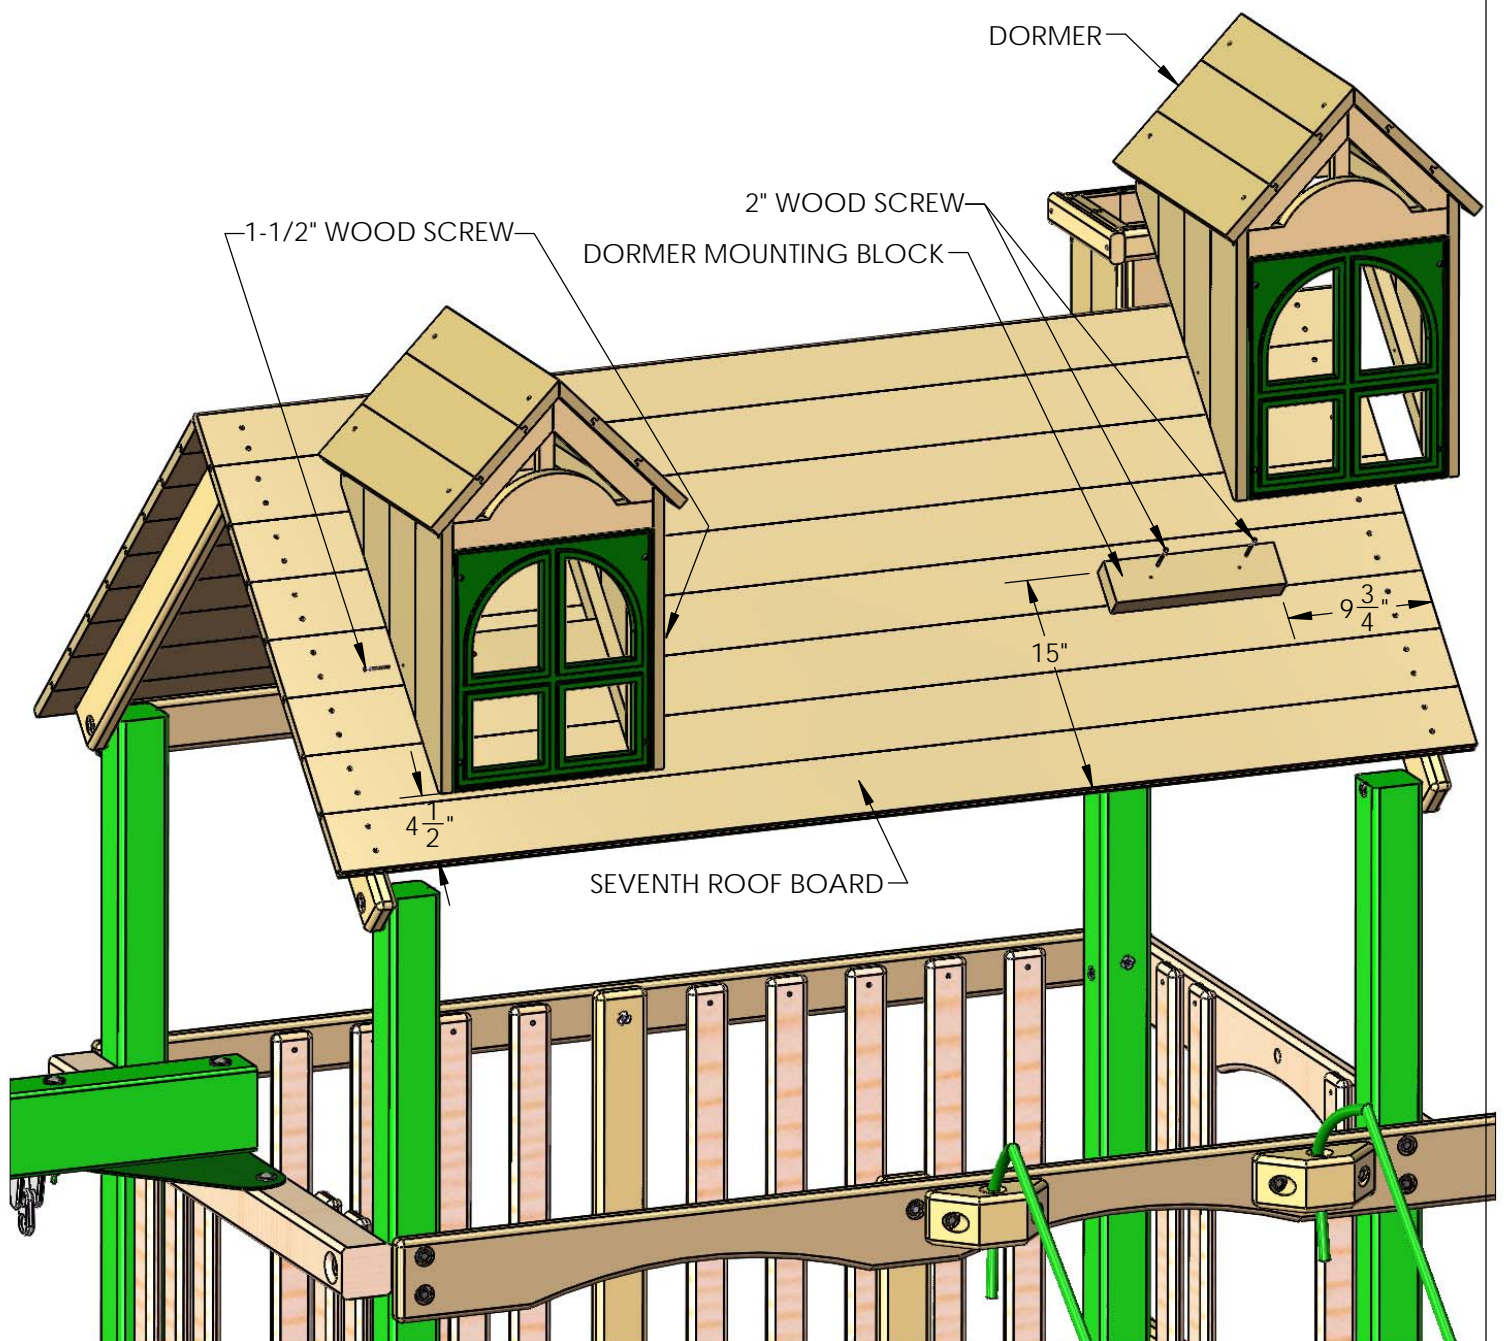 DORMER
2" WOOD SCREW
1-1/2" WOOD SCREW
DORMER MOUNTING BLOCK
9 3/4"
15"
4 1/2"
SEVENTH ROOF BOARD